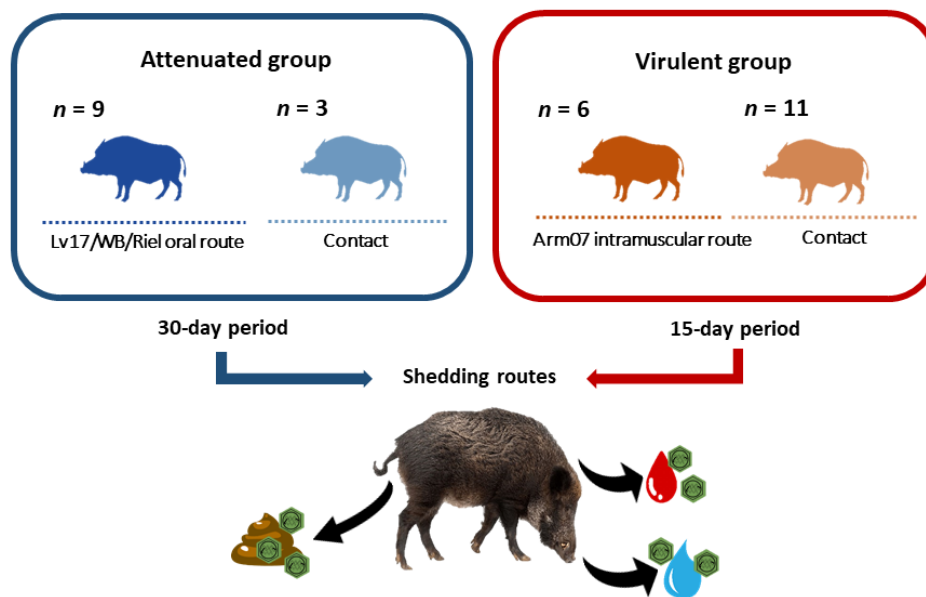 Attenuated group
n = 9
n = 3
Lv17/WB/Riel oral route
Contact
Virulent group
n = 6
n = 11
Arm07 intramuscular route
Contact
30-day period
15-day period
Shedding routes